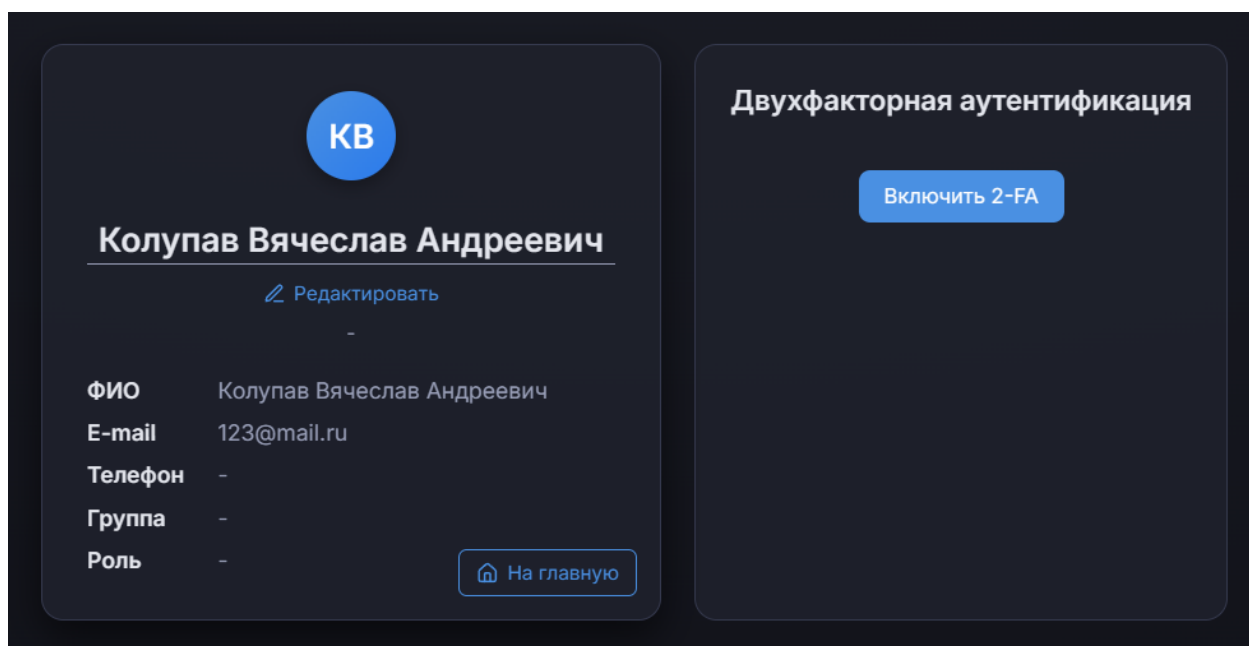 КВ
Колупав Вячеслав Андреевич
Редактировать
-
ФИО Колупав Вячеслав Андреевич
E-mail 123@mail.ru
Телефон -
Группа -
Роль -
На главную
Двухфакторная аутентификация
Включить 2-FA